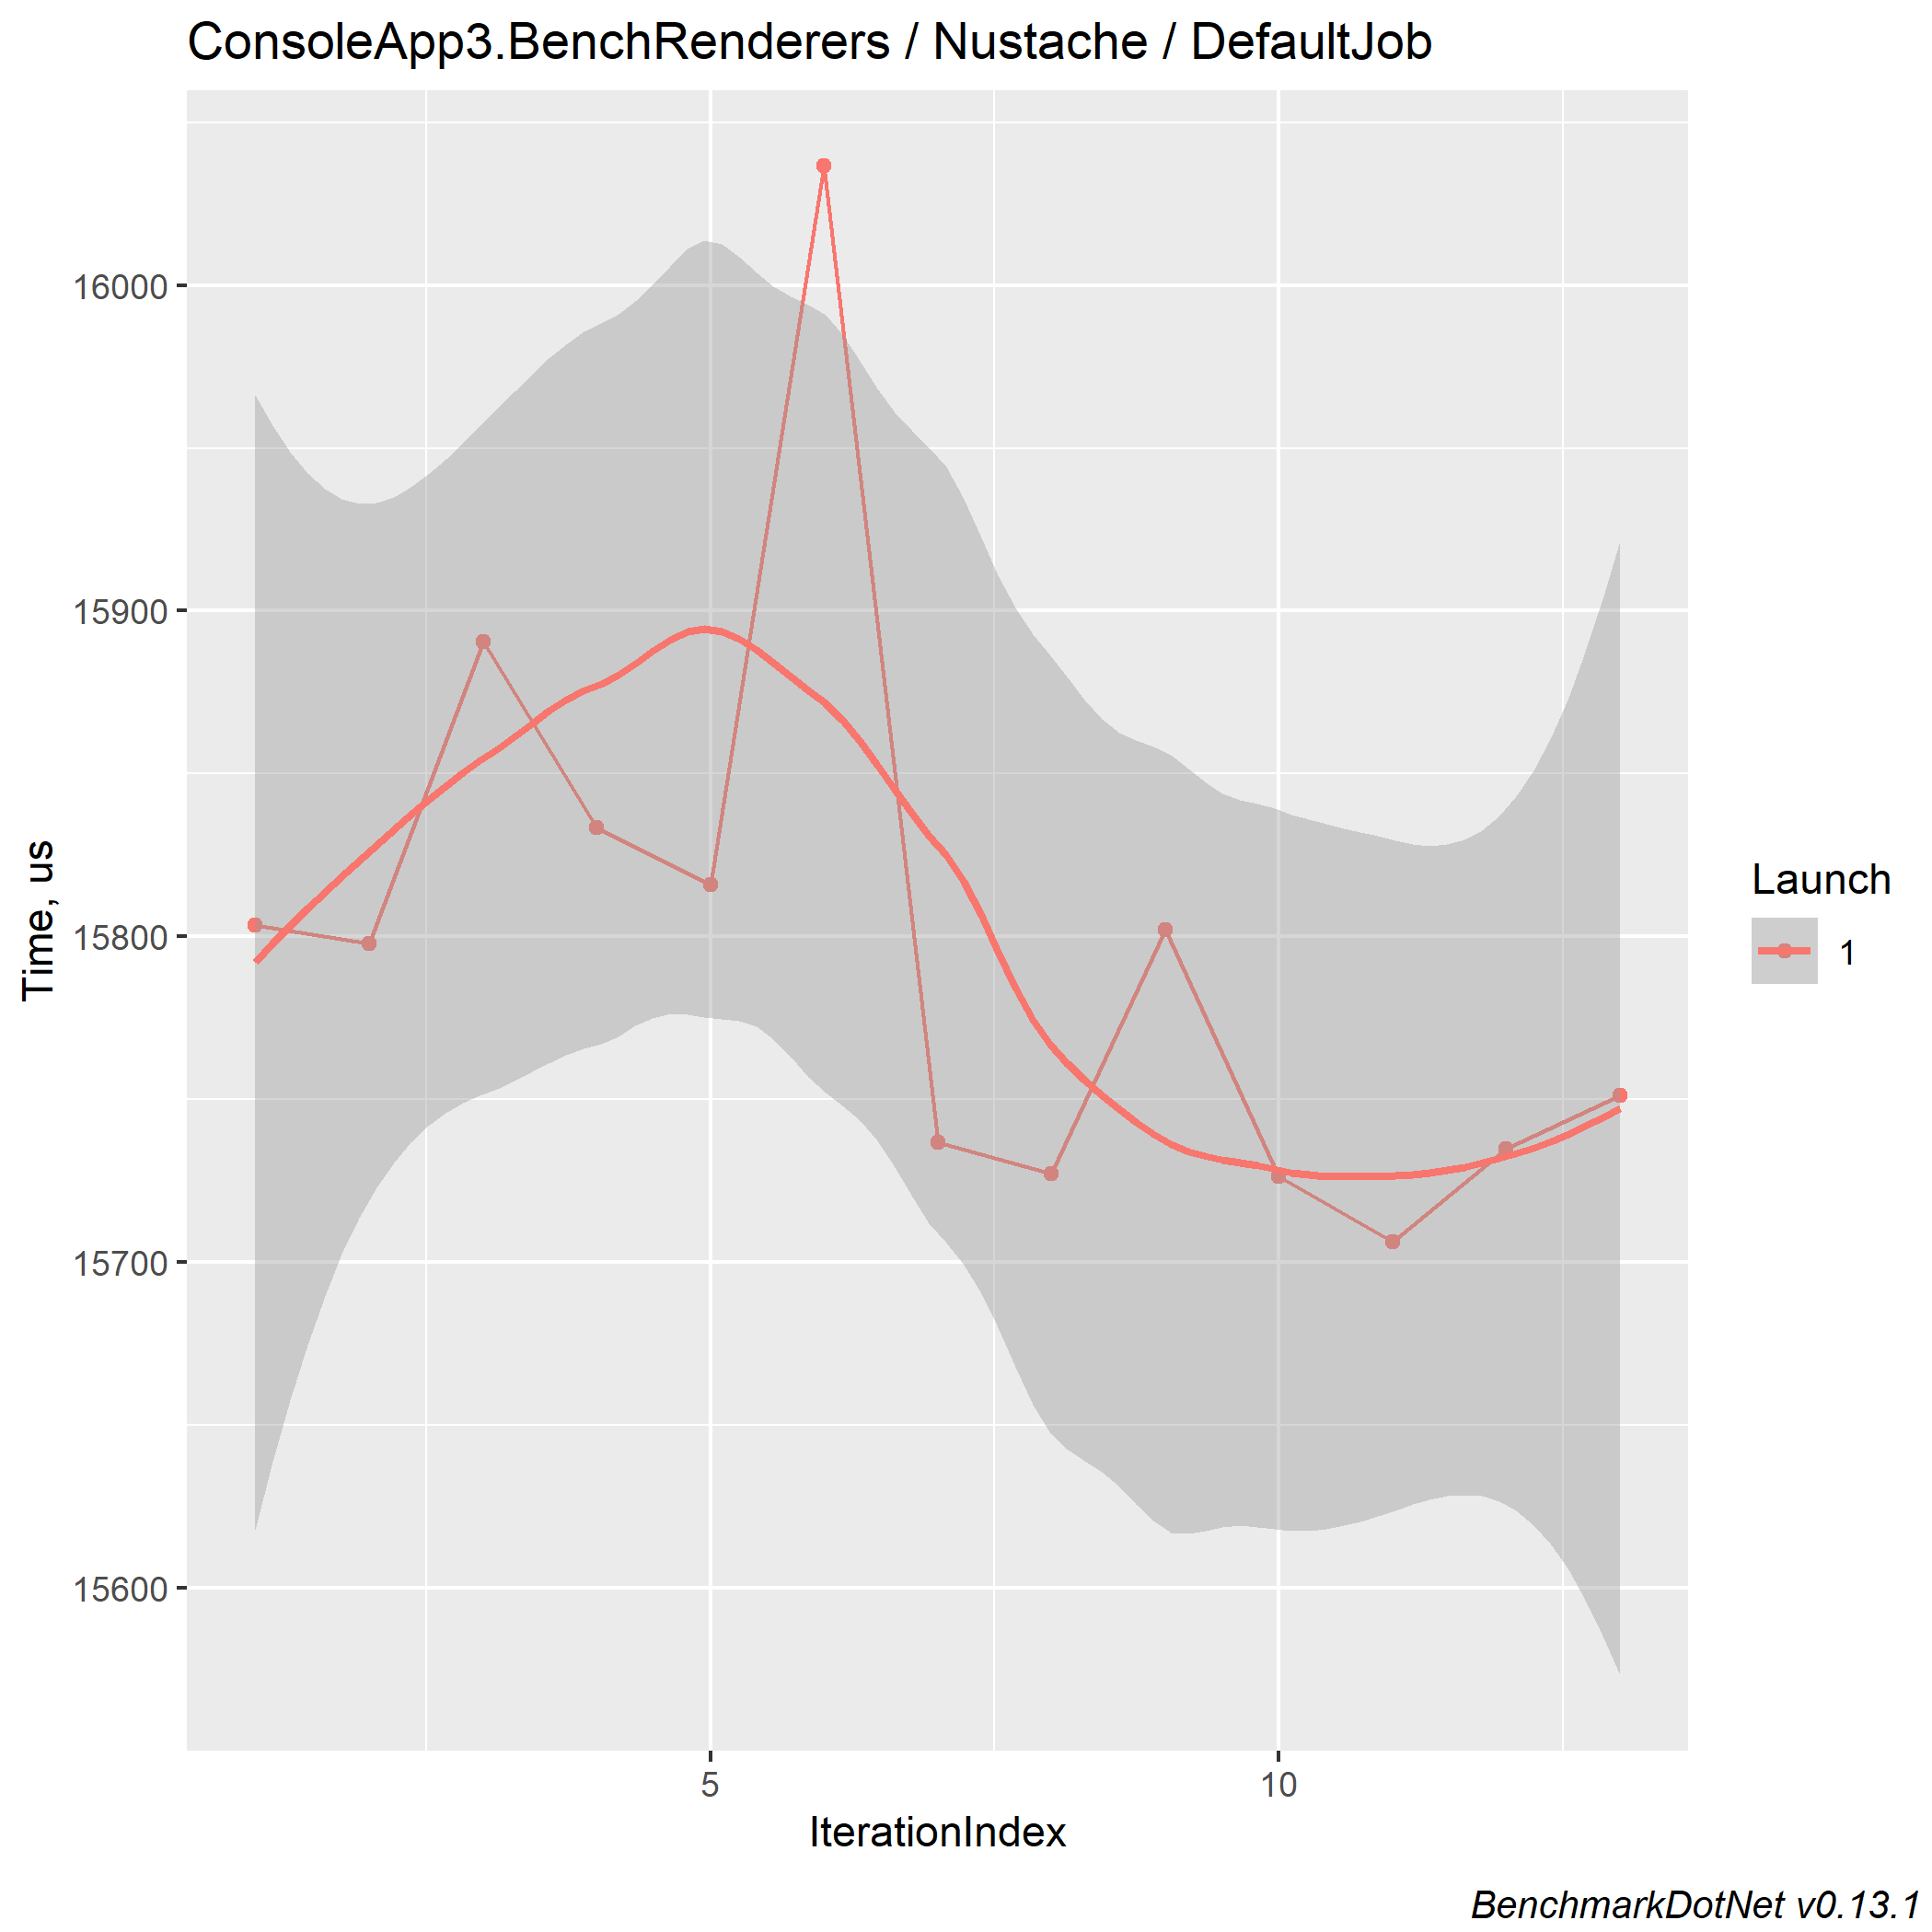 ConsoleApp3.BenchRenderers / Nustache / DefaultJob
Time, us
16000
15900
15800
15700
15600
5
10
IterationIndex
Launch
1
BenchmarkDotNet v0.13.1